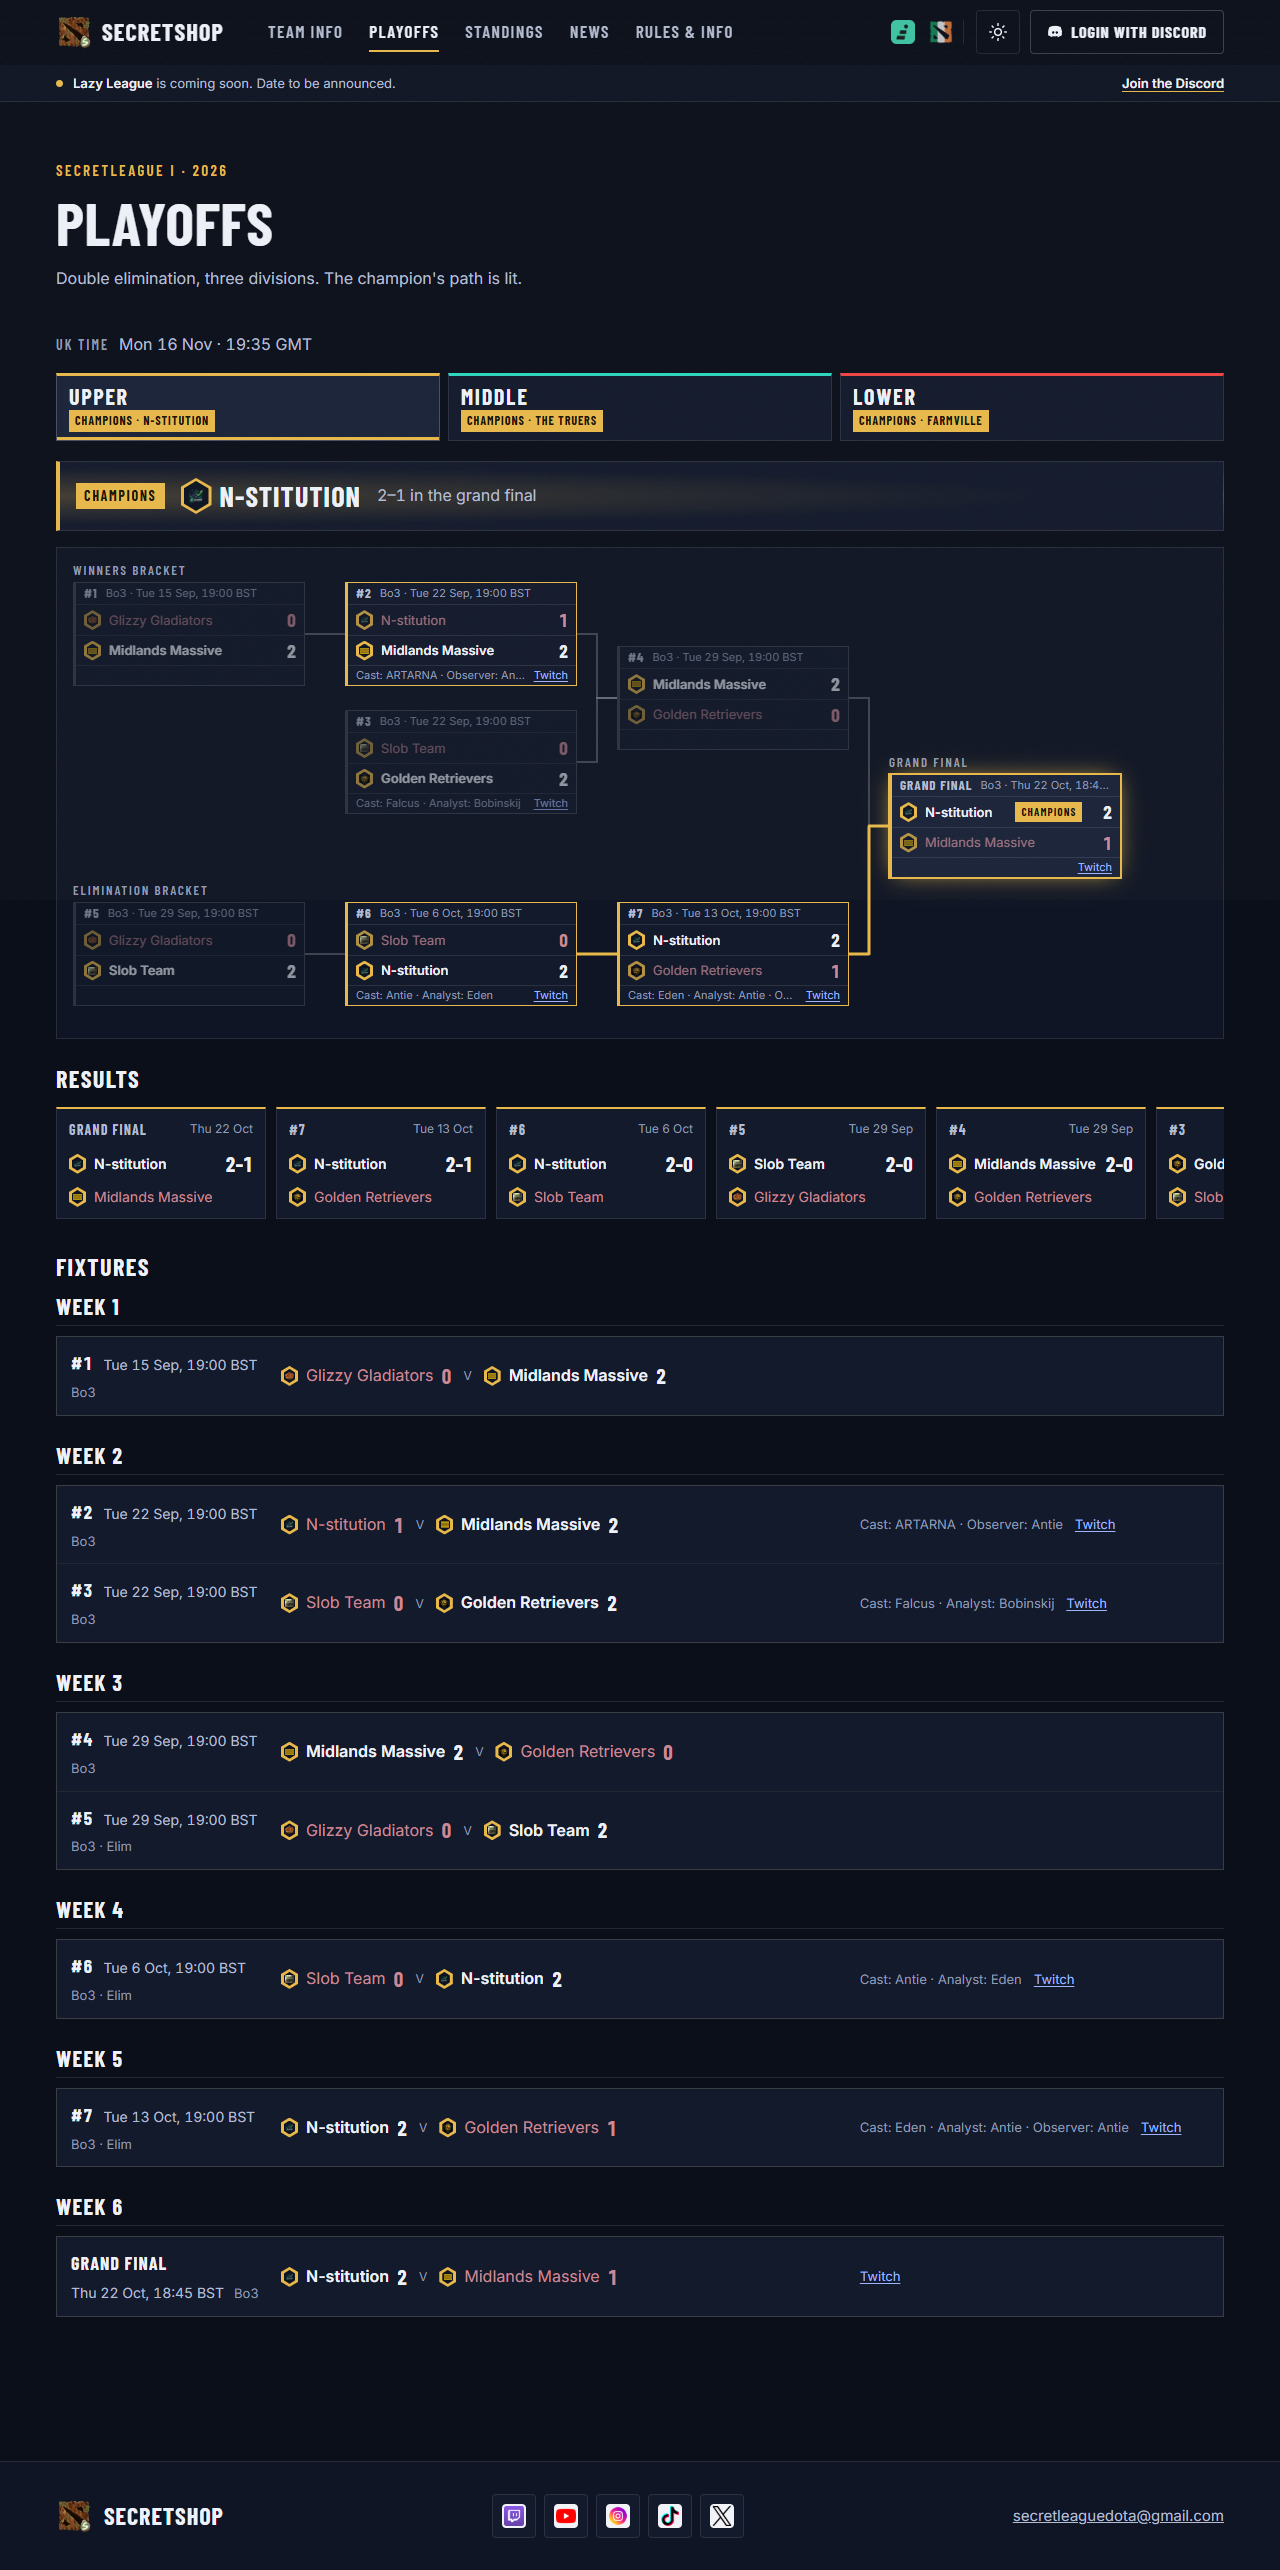 SECRETSHOP TEAM INFO PLAYOFFS STANDINGS NEWS RULES & INFO LOGIN WITH DISCORD
Lazy League is coming soon. Date to be announced. Join the Discord
SECRETLEAGUE I · 2026
PLAYOFFS
Double elimination, three divisions. The champion's path is lit.
UK TIME Mon 16 Nov · 19:35 GMT
UPPER
CHAMPIONS · N-STITUTION
MIDDLE
CHAMPIONS · THE TRUERS
LOWER
CHAMPIONS · FARMVILLE
CHAMPIONS N-STITUTION 2–1 in the grand final
WINNERS BRACKET
#1 Bo3 · Tue 15 Sep, 19:00 BST
Glizzy Gladiators 0
Midlands Massive 2
#2 Bo3 · Tue 22 Sep, 19:00 BST
N-stitution 1
Midlands Massive 2
Cast: ARTARNA · Observer: An... Twitch
#3 Bo3 · Tue 22 Sep, 19:00 BST
Slob Team 0
Golden Retrievers 2
Cast: Falcus · Analyst: Bobinskij Twitch
#4 Bo3 · Tue 29 Sep, 19:00 BST
Midlands Massive 2
Golden Retrievers 0
GRAND FINAL
GRAND FINAL Bo3 · Thu 22 Oct, 18:4...
N-stitution CHAMPIONS 2
Midlands Massive 1
Twitch
ELIMINATION BRACKET
#5 Bo3 · Tue 29 Sep, 19:00 BST
Glizzy Gladiators 0
Slob Team 2
#6 Bo3 · Tue 6 Oct, 19:00 BST
Slob Team 0
N-stitution 2
Cast: Antie · Analyst: Eden Twitch
#7 Bo3 · Tue 13 Oct, 19:00 BST
N-stitution 2
Golden Retrievers 1
Cast: Eden · Analyst: Antie · O... Twitch
RESULTS
GRAND FINAL Thu 22 Oct
N-stitution 2–1
Midlands Massive
#7 Tue 13 Oct
N-stitution 2–1
Golden Retrievers
#6 Tue 6 Oct
N-stitution 2–0
Slob Team
#5 Tue 29 Sep
Slob Team 2–0
Glizzy Gladiators
#4 Tue 29 Sep
Midlands Massive 2–0
Golden Retrievers
#3
Gold
Slob
FIXTURES
WEEK 1
#1 Tue 15 Sep, 19:00 BST
Bo3
Glizzy Gladiators 0 V Midlands Massive 2
WEEK 2
#2 Tue 22 Sep, 19:00 BST
Bo3
N-stitution 1 V Midlands Massive 2
Cast: ARTARNA · Observer: Antie Twitch
#3 Tue 22 Sep, 19:00 BST
Bo3
Slob Team 0 V Golden Retrievers 2
Cast: Falcus · Analyst: Bobinskij Twitch
WEEK 3
#4 Tue 29 Sep, 19:00 BST
Bo3
Midlands Massive 2 V Golden Retrievers 0
#5 Tue 29 Sep, 19:00 BST
Bo3 · Elim
Glizzy Gladiators 0 V Slob Team 2
WEEK 4
#6 Tue 6 Oct, 19:00 BST
Bo3 · Elim
Slob Team 0 V N-stitution 2
Cast: Antie · Analyst: Eden Twitch
WEEK 5
#7 Tue 13 Oct, 19:00 BST
Bo3 · Elim
N-stitution 2 V Golden Retrievers 1
Cast: Eden · Analyst: Antie · Observer: Antie Twitch
WEEK 6
GRAND FINAL
Thu 22 Oct, 18:45 BST Bo3
N-stitution 2 V Midlands Massive 1
Twitch
SECRETSHOP secretleaguedota@gmail.com